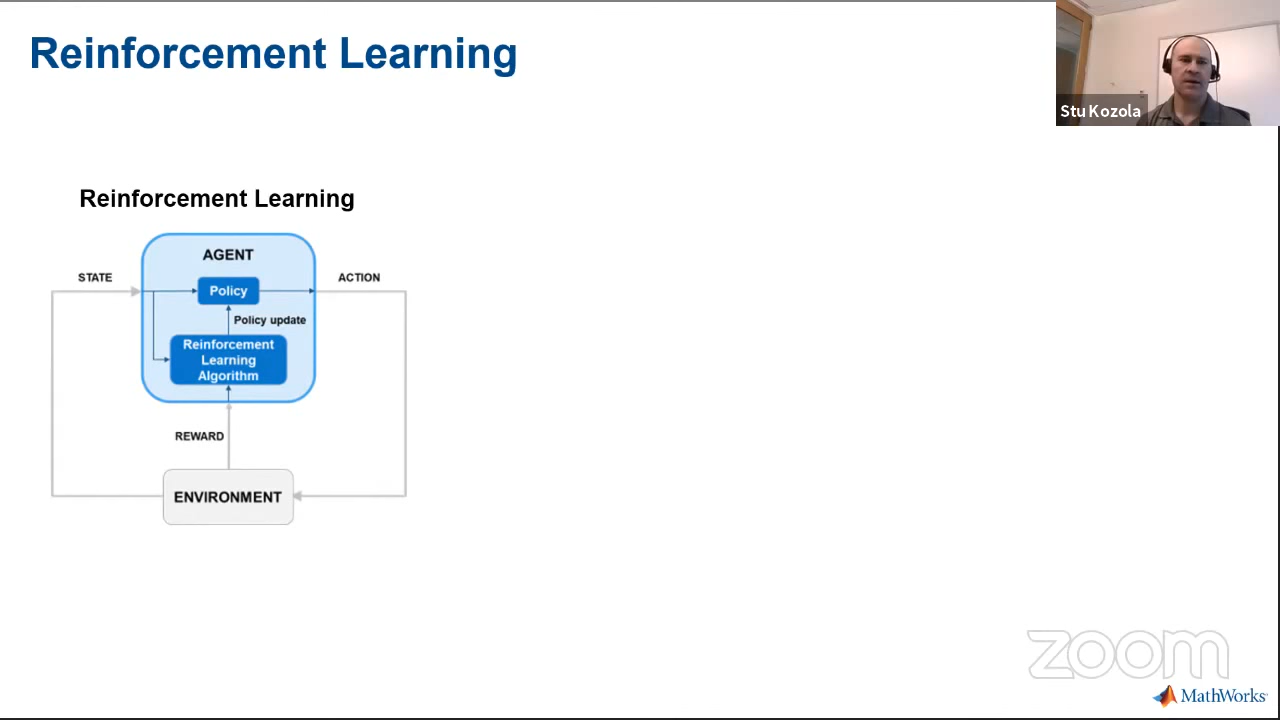 Reinforcement Learning
Stu Kozola
Reinforcement Learning
AGENT
STATE
ACTION
Policy
Policy update
Reinforcement
Learning
Algorithm
REWARD
ENVIRONMENT
zoom
MathWorks